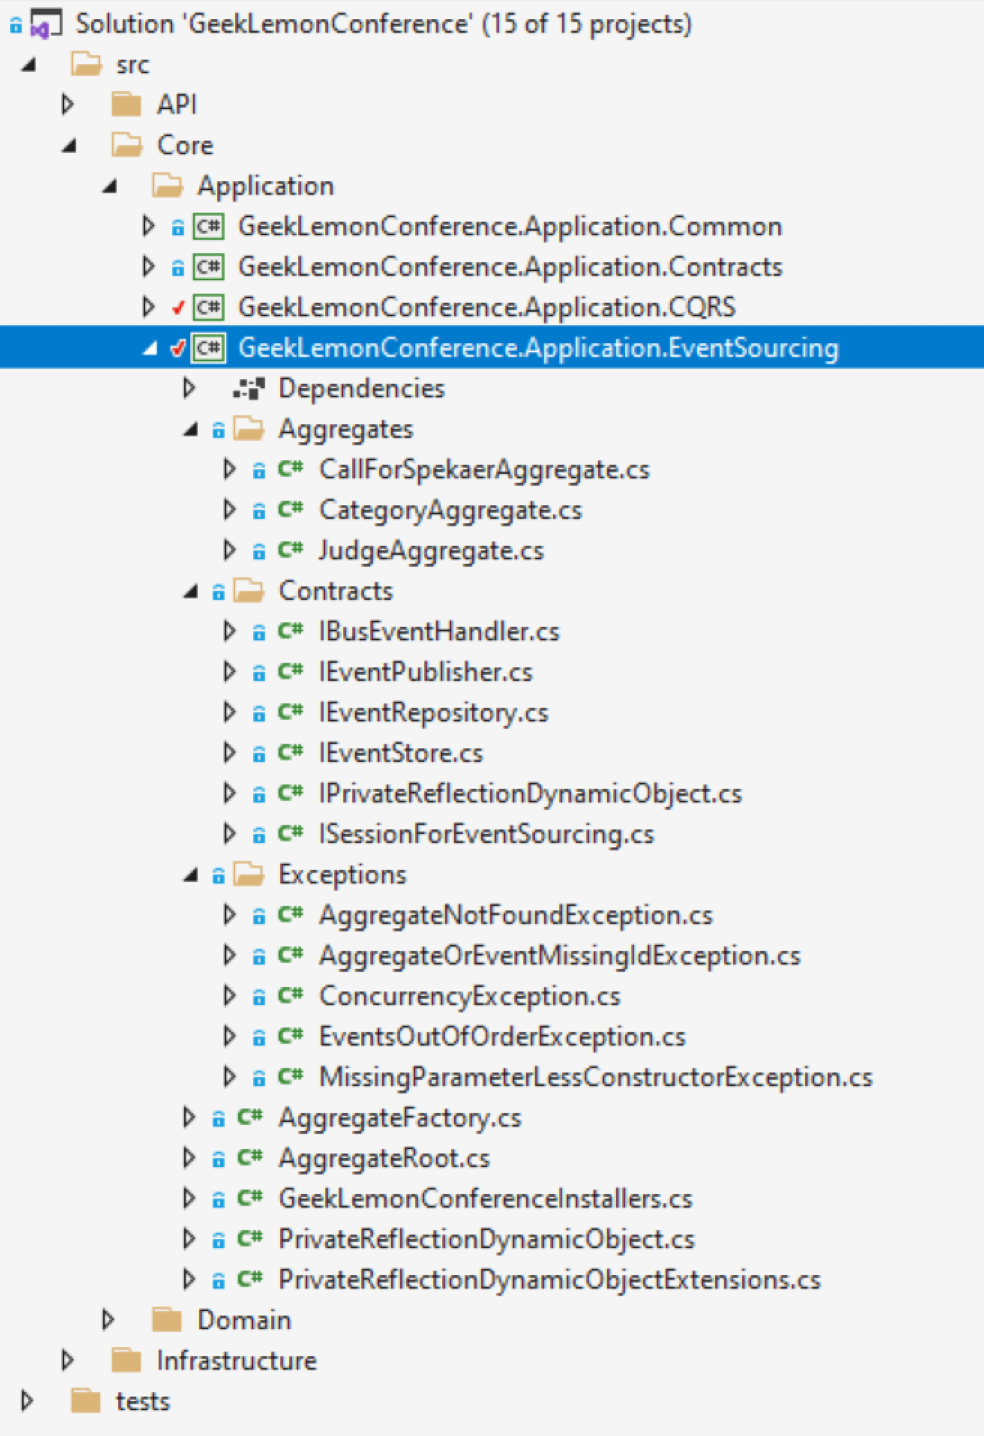 Solution 'GeekLemonConference' (15 of 15 projects)
src
API
Core
Application
C# GeekLemonConference.Application.Common
C# GeekLemonConference.Application.Contracts
C# GeekLemonConference.Application.CQRS
C# GeekLemonConference.Application.EventSourcing
Dependencies
Aggregates
C# CallForSpekaerAggregate.cs
C# CategoryAggregate.cs
C# JudgeAggregate.cs
Contracts
C# IBusEventHandler.cs
C# IEventPublisher.cs
C# IEventRepository.cs
C# IEventStore.cs
C# IPrivateReflectionDynamicObject.cs
C# ISessionForEventSourcing.cs
Exceptions
C# AggregateNotFoundException.cs
C# AggregateOrEventMissingIdException.cs
C# ConcurrencyException.cs
C# EventsOutOfOrderException.cs
C# MissingParameterLessConstructorException.cs
C# AggregateFactory.cs
C# AggregateRoot.cs
C# GeekLemonConferenceInstallers.cs
C# PrivateReflectionDynamicObject.cs
C# PrivateReflectionDynamicObjectExtensions.cs
Domain
Infrastructure
tests